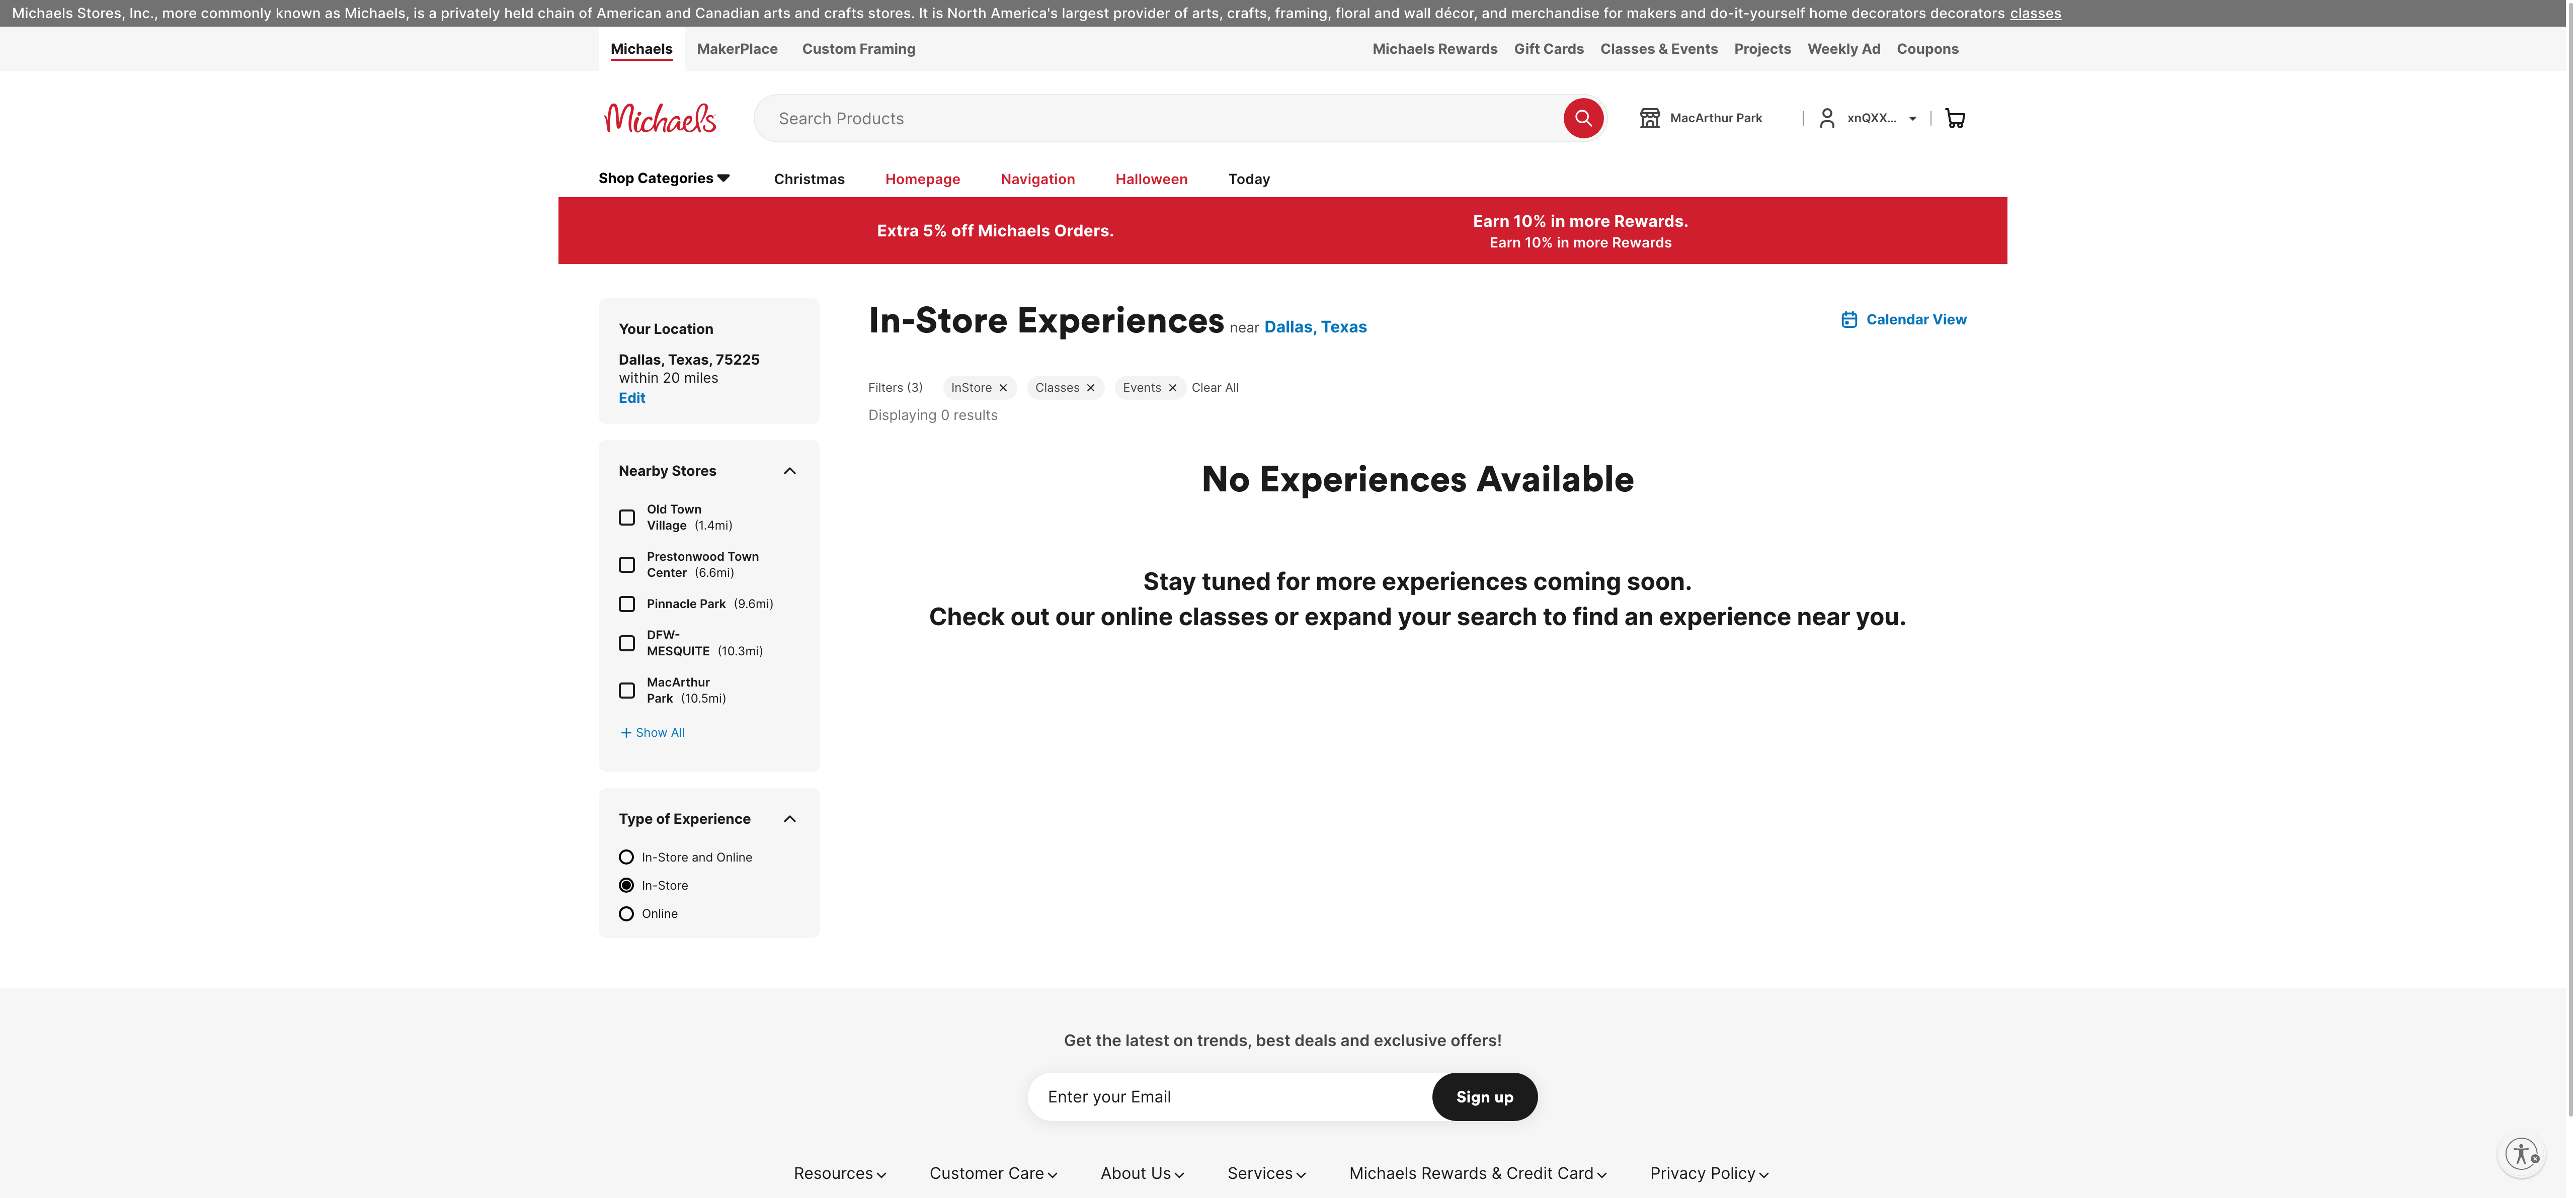 Michaels Stores, Inc., more commonly known as Michaels, is a privately held chain of American and Canadian arts and crafts stores. It is North America's largest provider of arts, crafts, framing, floral and wall décor, and merchandise for makers and do-it-yourself home decorators decorators classes
Michaels MakerPlace Custom Framing Michaels Rewards Gift Cards Classes & Events Projects Weekly Ad Coupons
Michaels Search Products MacArthur Park xnQXX...
Shop Categories Christmas Homepage Navigation Halloween Today
Extra 5% off Michaels Orders.
Earn 10% in more Rewards.
Earn 10% in more Rewards
Your Location
Dallas, Texas, 75225
within 20 miles
Edit
Nearby Stores
Old Town
Village (1.4mi)
Prestonwood Town
Center (6.6mi)
Pinnacle Park (9.6mi)
DFW-
MESQUITE (10.3mi)
MacArthur
Park (10.5mi)
+ Show All
Type of Experience
In-Store and Online
In-Store
Online
In-Store Experiences near Dallas, Texas
Calendar View
Filters (3) InStore × Classes × Events × Clear All
Displaying 0 results
No Experiences Available
Stay tuned for more experiences coming soon.
Check out our online classes or expand your search to find an experience near you.
Get the latest on trends, best deals and exclusive offers!
Enter your Email Sign up
Resources Customer Care About Us Services Michaels Rewards & Credit Card Privacy Policy